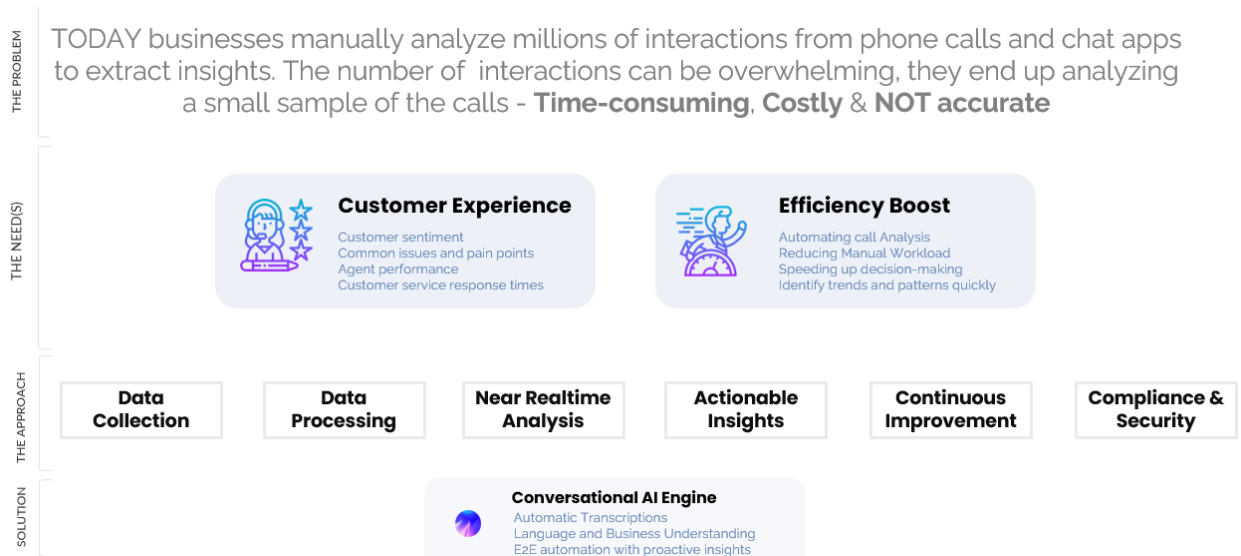 THE PROBLEM
TODAY businesses manually analyze millions of interactions from phone calls and chat apps
to extract insights. The number of interactions can be overwhelming, they end up analyzing
a small sample of the calls - Time-consuming, Costly & NOT accurate
THE NEED(S)
Customer Experience
Customer sentiment
Common issues and pain points
Agent performance
Customer service response times
Efficiency Boost
Automating call Analysis
Reducing Manual Workload
Speeding up decision-making
Identify trends and patterns quickly
THE APPROACH
Data
Collection
Data
Processing
Near Realtime
Analysis
Actionable
Insights
Continuous
Improvement
Compliance &
Security
SOLUTION
Conversational AI Engine
Automatic Transcriptions
Language and Business Understanding
E2E automation with proactive insights